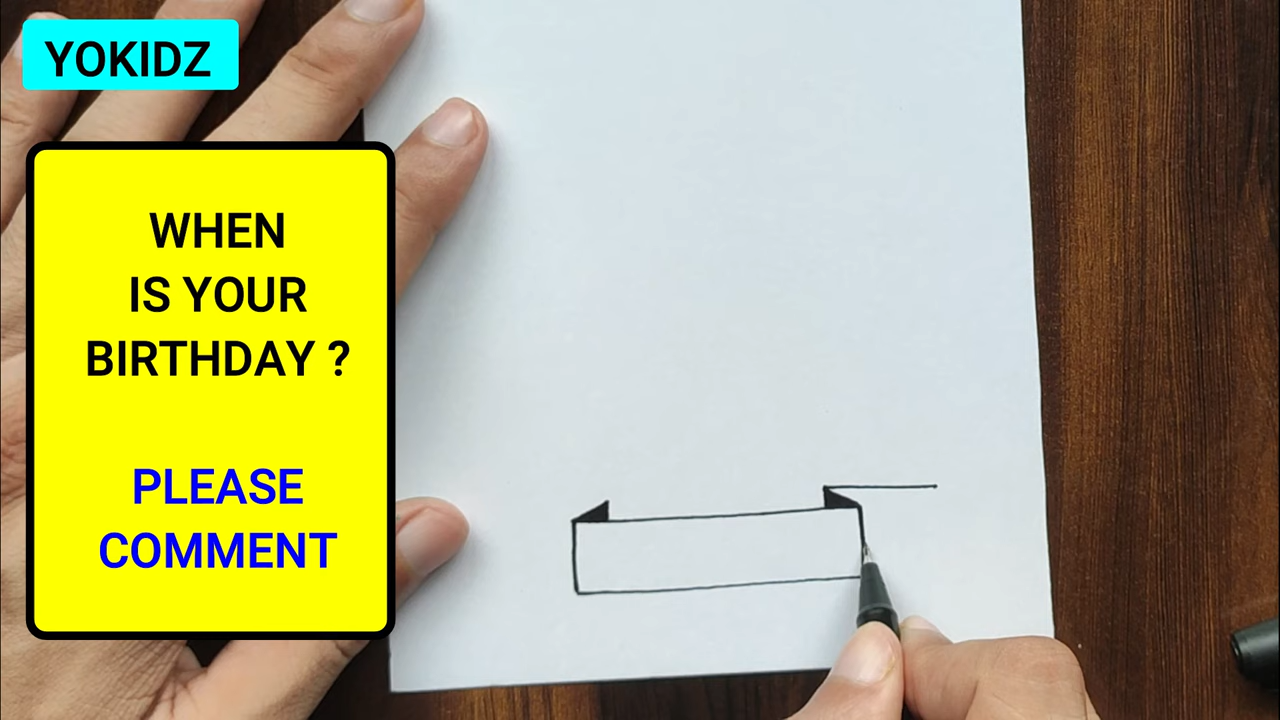 YOKIDZ
WHEN
IS YOUR
BIRTHDAY ?
PLEASE
COMMENT